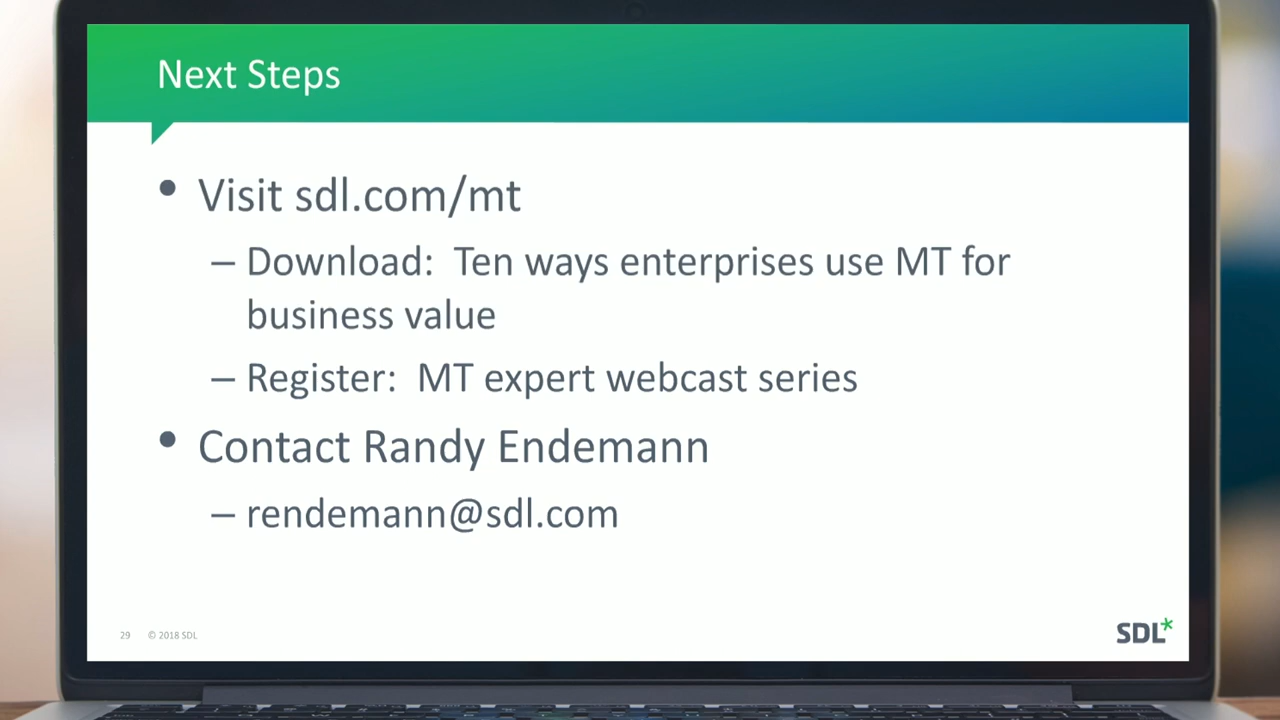 Next Steps
• Visit sdl.com/mt
– Download: Ten ways enterprises use MT for
business value
– Register: MT expert webcast series
• Contact Randy Endemann
– rendemann@sdl.com
29 © 2018 SDL
SDL*